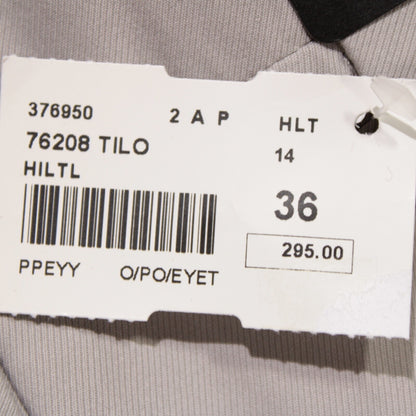 376950 2 A P HLT
76208 TILO 14
HILTL
36
295.00
PPEYY O/PO/EYET